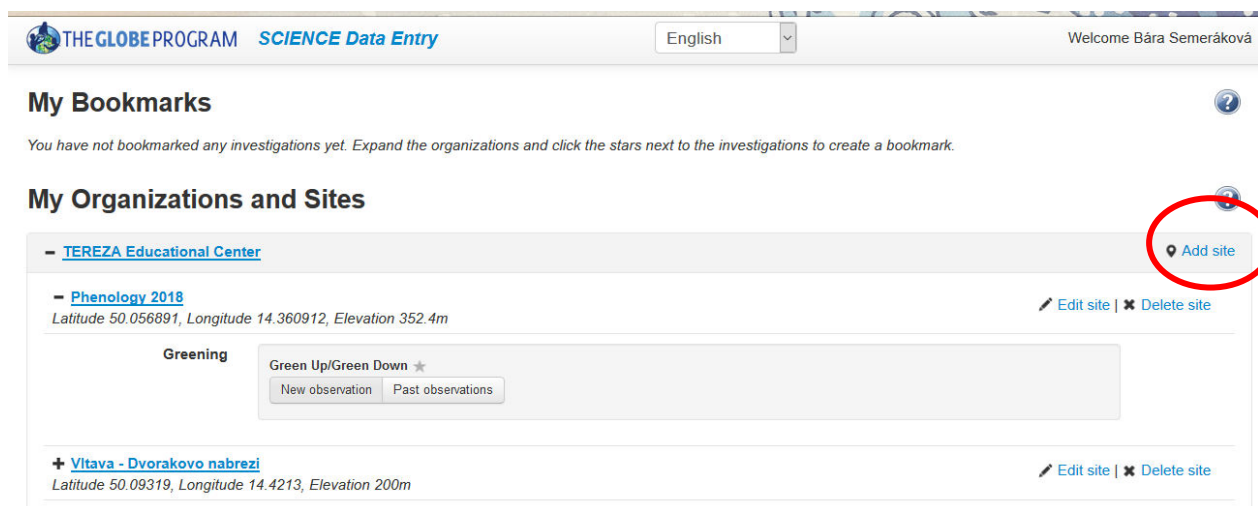 THE GLOBE PROGRAM SCIENCE Data Entry English Welcome Bára Semeráková
My Bookmarks
You have not bookmarked any investigations yet. Expand the organizations and click the stars next to the investigations to create a bookmark.
My Organizations and Sites
TEREZA Educational Center Add site
Phenology 2018 Edit site | Delete site
Latitude 50.056891, Longitude 14.360912, Elevation 352.4m
Greening
Green Up/Green Down
New observation Past observations
Vltava - Dvorakovo nabrezi Edit site | Delete site
Latitude 50.09319, Longitude 14.4213, Elevation 200m